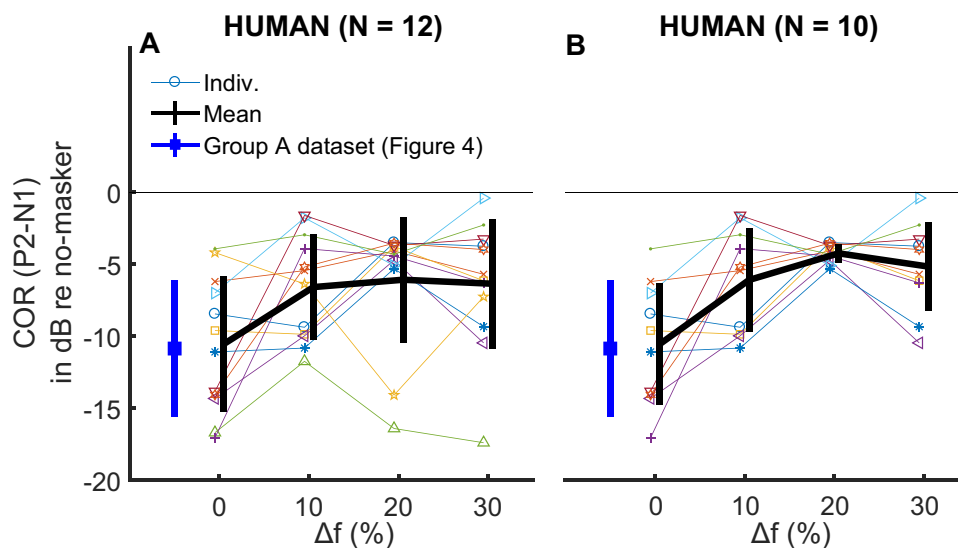 A
HUMAN (N = 12)
B
HUMAN (N = 10)
Indiv.
Mean
Group A dataset (Figure 4)
COR (P2-N1)
in dB re no-masker
0
-5
-10
-15
-20
0 10 20 30
Δf (%)
0 10 20 30
Δf (%)